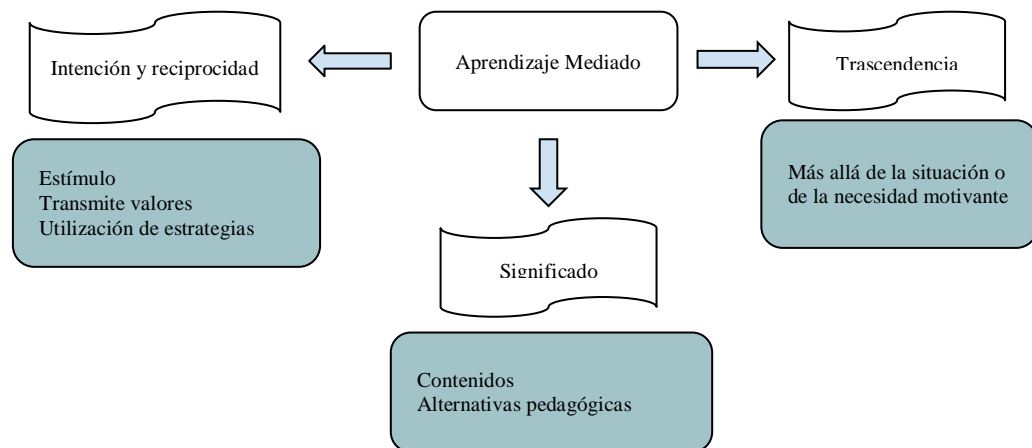 Aprendizaje Mediado
Intención y reciprocidad
Estímulo
Transmite valores
Utilización de estrategias
Significado
Contenidos
Alternativas pedagógicas
Trascendencia
Más allá de la situación o
de la necesidad motivante